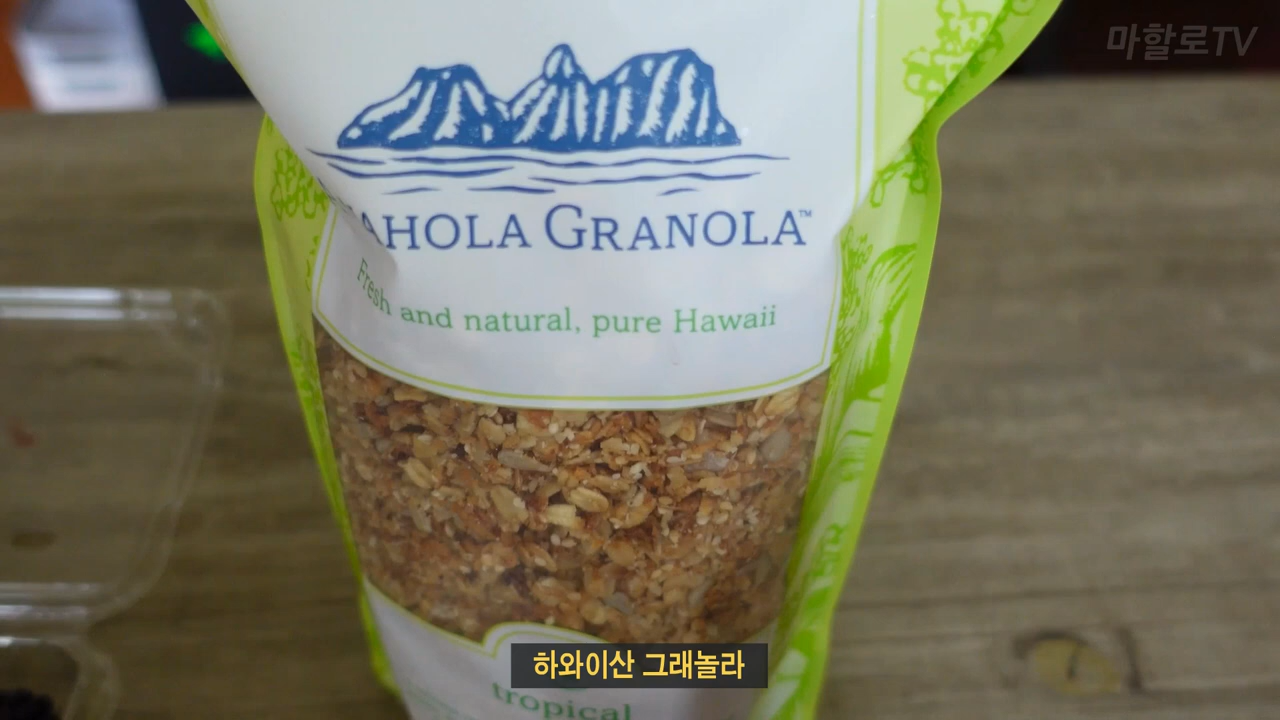 마할로TV
AHOLA GRANOLA™
Fresh and natural, pure Hawaii
하와이산 그래놀라
tropical